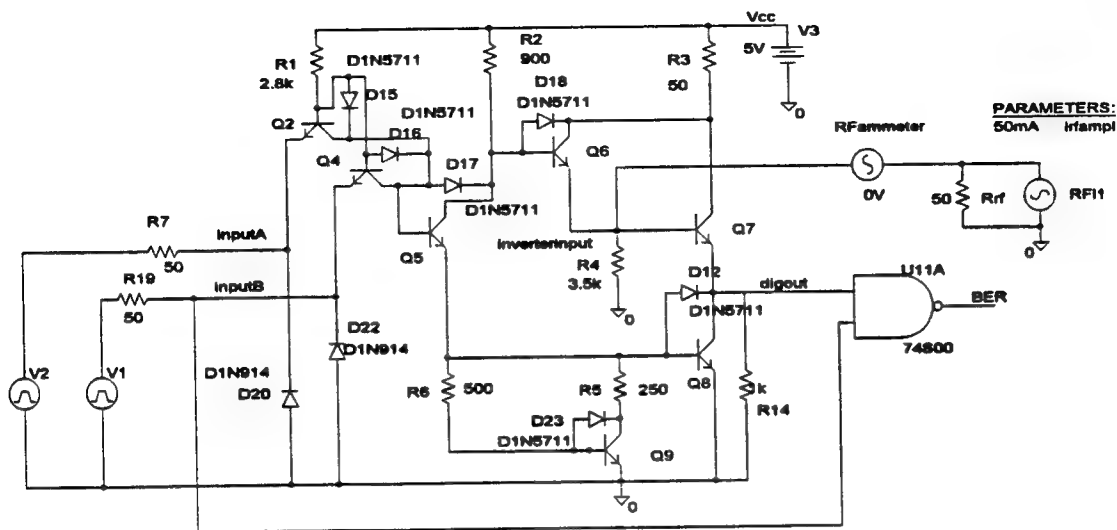 Vcc
V3
5V
0
R1
2.8k
D1N5711
D15
R2
900
D18
D1N5711
R3
50
PARAMETERS:
50mA irfampl
Q2
D1N5711
D16
Q4
D17
D1N5711
Q6
RFammeter
0V
50
Rrf
RFI1
0
R7
50
inputA
Q5
inverterinput
R4
3.5k
0
Q7
R19
50
inputB
D12
D1N5711
digout
U11A
BER
74S00
D22
D1N914
V2
V1
D1N914
D20
R6
500
R5
250
Q8
1k
R14
D23
D1N5711
Q9
0